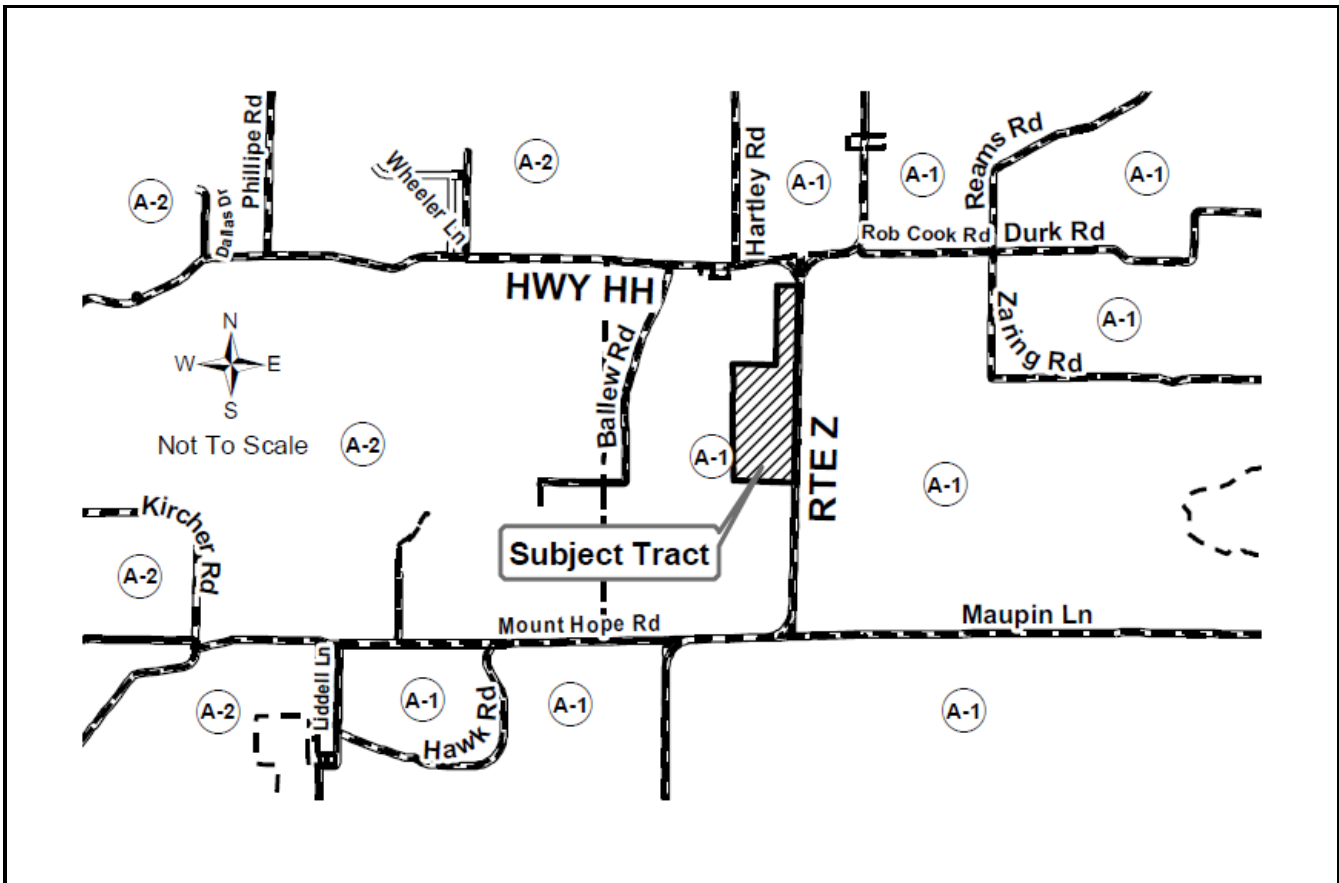 Phillipe Rd
Dallas Dr
A-2
Wheeler Ln
A-2
Hartley Rd
A-1
A-1
Reams Rd
A-1
Rob Cook Rd
Durk Rd
HWY HH
Zaring Rd
A-1
N
W E
S
Not To Scale
A-2
Ballew Rd
A-1
RTE Z
A-1
Kircher Rd
A-2
Subject Tract
Mount Hope Rd
Maupin Ln
A-2
Liddell Ln
A-1
Hawk Rd
A-1
A-1